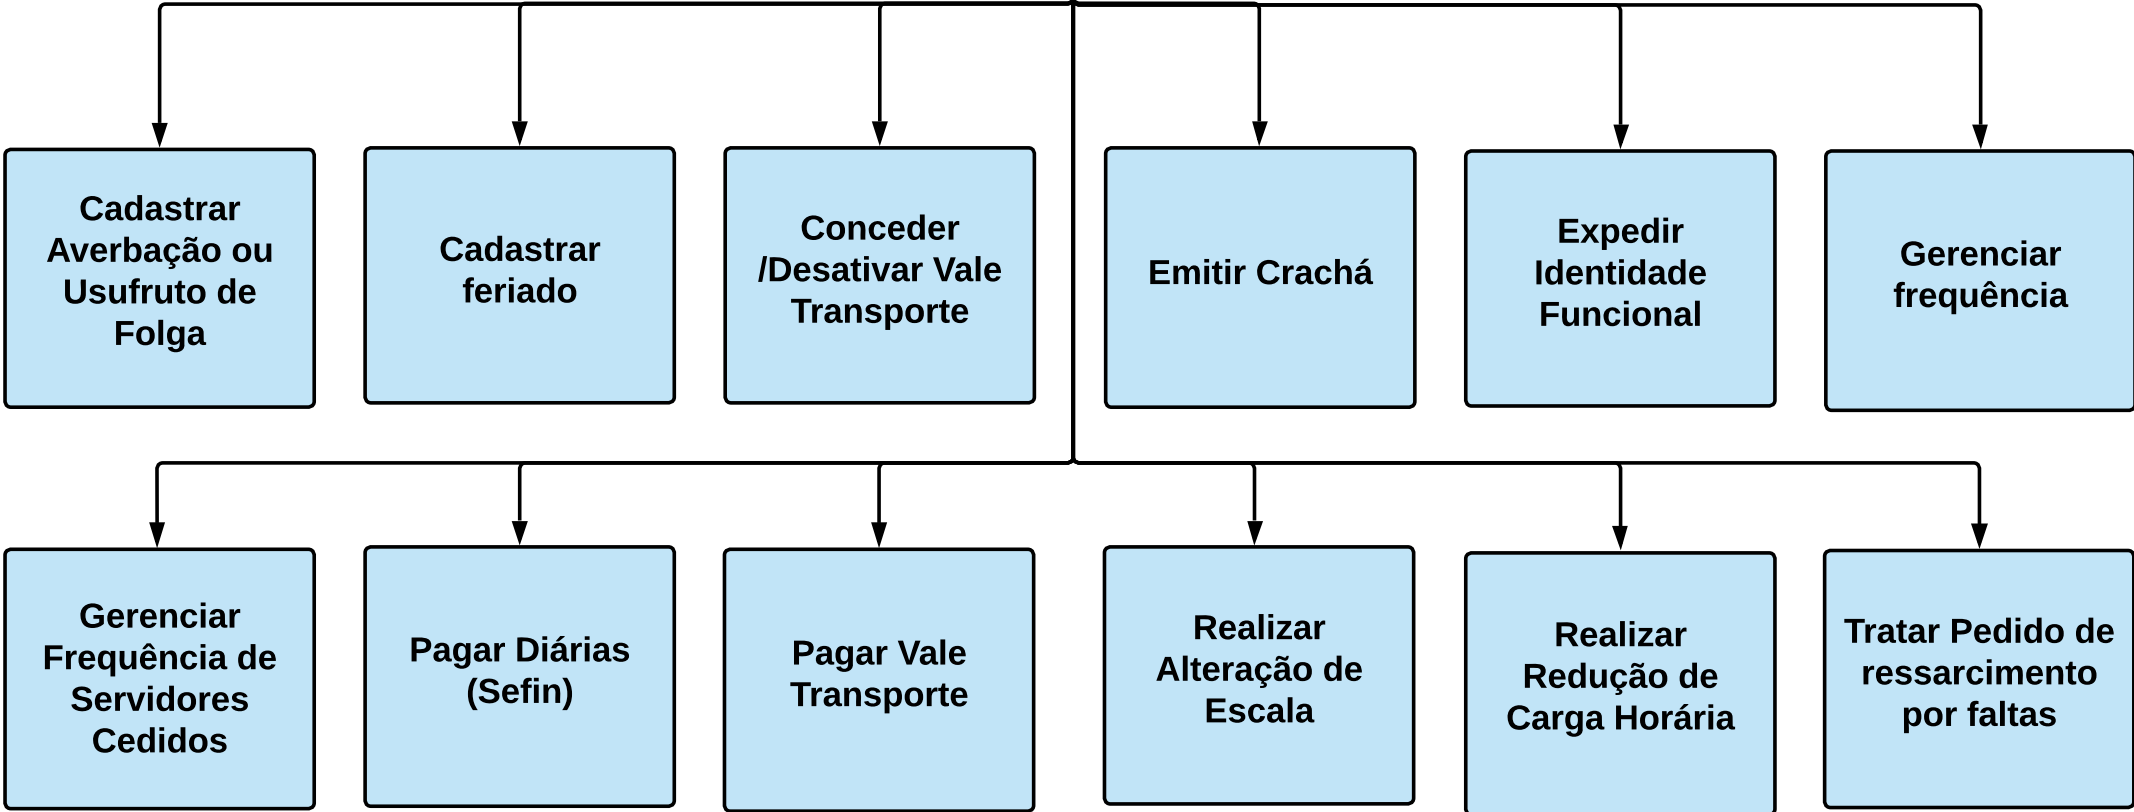 Cadastrar
Averbação ou
Usufruto de
Folga
Cadastrar
feriado
Conceder
/Desativar Vale
Transporte
Emitir Crachá
Expedir
Identidade
Funcional
Gerenciar
frequência
Gerenciar
Frequência de
Servidores
Cedidos
Pagar Diárias
(Sefin)
Pagar Vale
Transporte
Realizar
Alteração de
Escala
Realizar
Redução de
Carga Horária
Tratar Pedido de
ressarcimento
por faltas